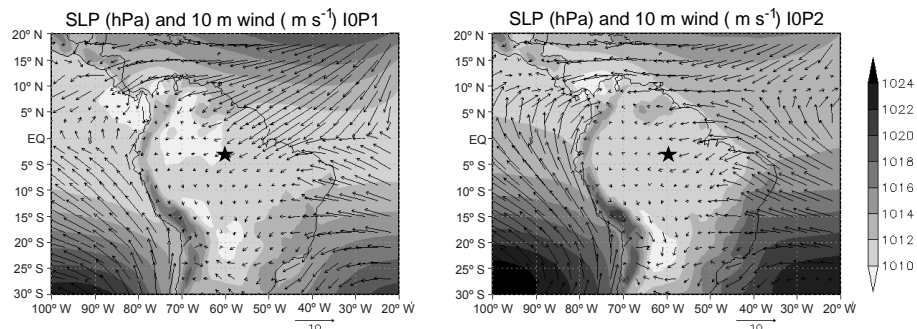 SLP (hPa) and 10 m wind ( m s⁻¹) I0P1
20° N
15° N
10° N
5° N
EQ
5° S
10° S
15° S
20° S
25° S
30° S
100° W 90° W 80° W 70° W 60° W 50° W 40° W 30° W 20° W
10
SLP (hPa) and 10 m wind ( m s⁻¹) I0P2
20° N
15° N
10° N
5° N
EQ
5° S
10° S
15° S
20° S
25° S
30° S
100° W 90° W 80° W 70° W 60° W 50° W 40° W 30° W 20° W
10
1024
1022
1020
1018
1016
1014
1012
1010